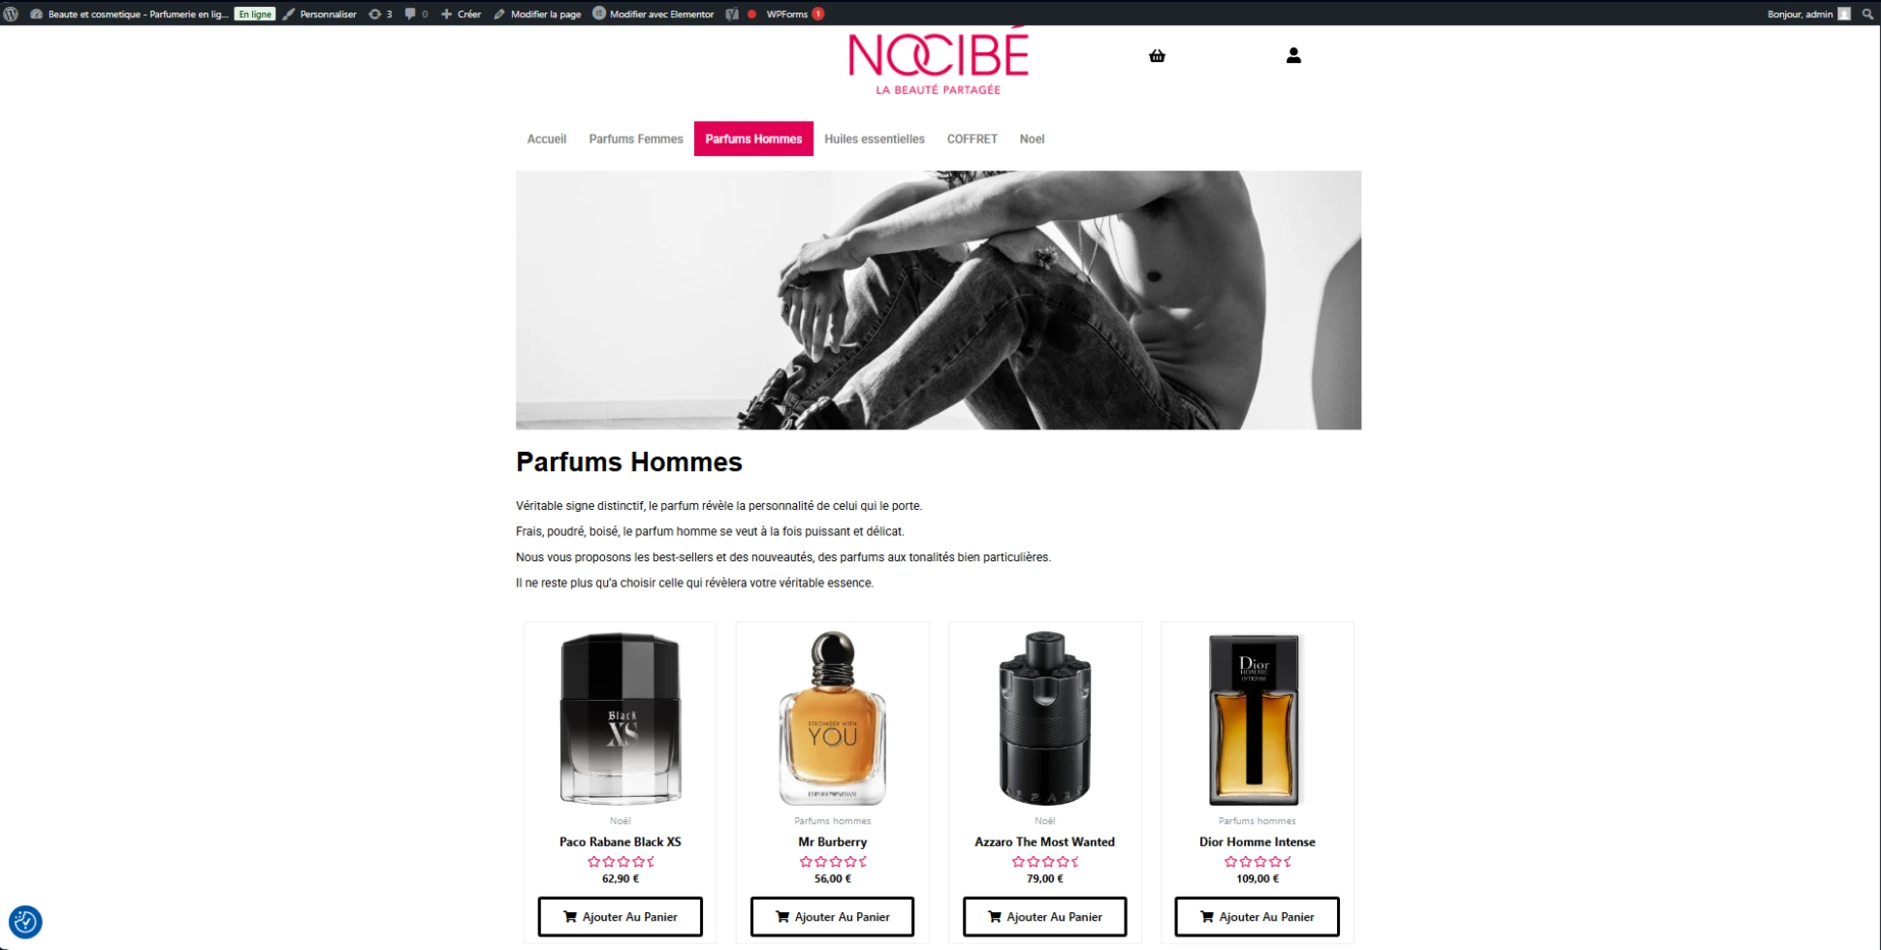 Beaute et cosmetique - Parfumerie en lig... En ligne Personnaliser 3 0 Créer Modifier la page Modifier avec Elementor WPForms 1 Bonjour, admin
NOCIBÉ
LA BEAUTÉ PARTAGÉE
Accueil Parfums Femmes Parfums Hommes Huiles essentielles COFFRET Noel
Parfums Hommes
Véritable signe distinctif, le parfum révèle la personnalité de celui qui le porte.
Frais, poudré, boisé, le parfum homme se veut à la fois puissant et délicat.
Nous vous proposons les best-sellers et des nouveautés, des parfums aux tonalités bien particulières.
Il ne reste plus qu'a choisir celle qui révèlera votre véritable essence.
Black
XS
STRONGER WITH
YOU
EMPORIO ARMANI
AZZARO
Dior
HOMME
INTENSE
Noël Parfums hommes Noël Parfums hommes
Paco Rabane Black XS Mr Burberry Azzaro The Most Wanted Dior Homme Intense
62,90 € 56,00 € 79,00 € 109,00 €
Ajouter Au Panier Ajouter Au Panier Ajouter Au Panier Ajouter Au Panier